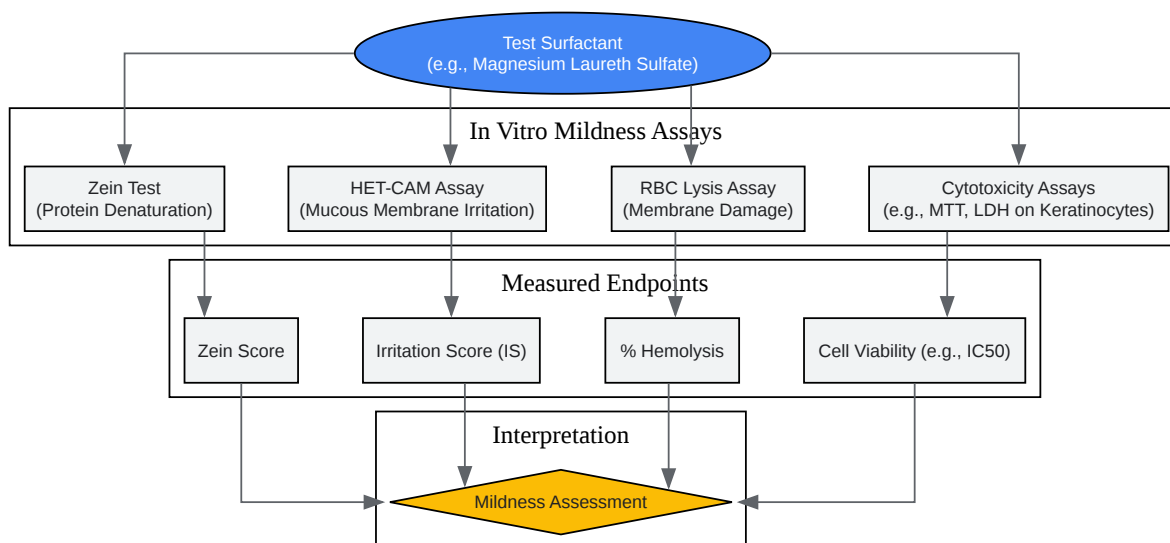 Test Surfactant
(e.g., Magnesium Laureth Sulfate)
In Vitro Mildness Assays
Zein Test
(Protein Denaturation)
HET-CAM Assay
(Mucous Membrane Irritation)
RBC Lysis Assay
(Membrane Damage)
Cytotoxicity Assays
(e.g., MTT, LDH on Keratinocytes)
Measured Endpoints
Zein Score
Irritation Score (IS)
% Hemolysis
Cell Viability (e.g., IC50)
Interpretation
Mildness Assessment